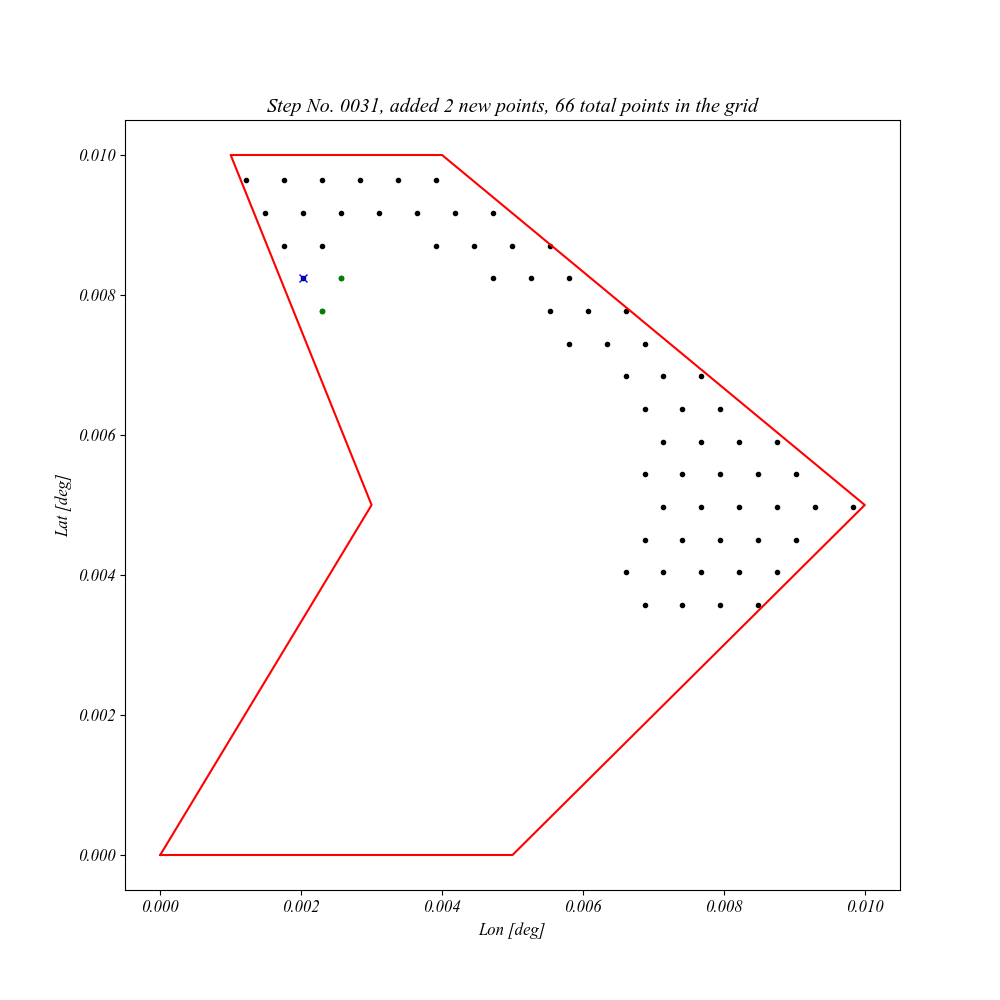 Step No. 0031, added 2 new points, 66 total points in the grid
0.010
0.008
0.006
0.004
0.002
0.000
Lat [deg]
0.000 0.002 0.004 0.006 0.008 0.010
Lon [deg]